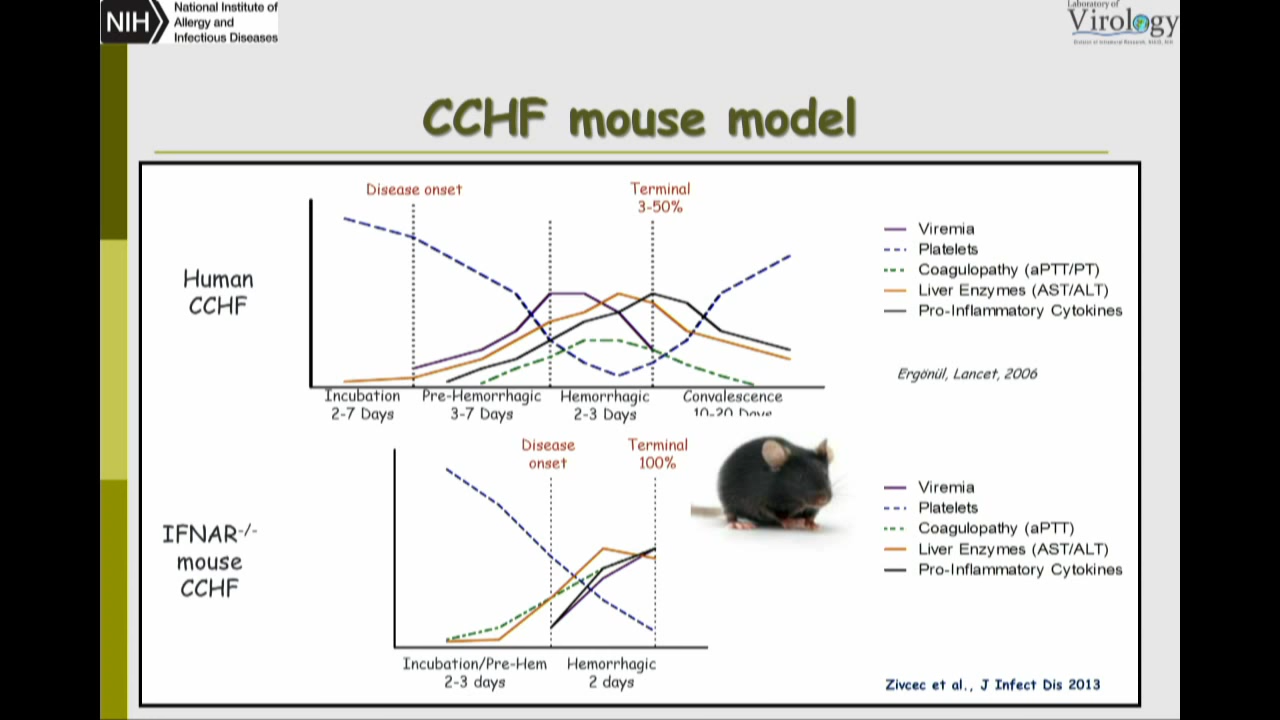 NIH
National Institute of
Allergy and
Infectious Diseases
Laboratory of
Virology
CCHF mouse model
Disease onset
Terminal
3-50%
Human
CCHF
Viremia
Platelets
Coagulopathy (aPTT/PT)
Liver Enzymes (AST/ALT)
Pro-Inflammatory Cytokines
Ergönül, Lancet, 2006
Incubation
2-7 Days
Pre-Hemorrhagic
3-7 Days
Hemorrhagic
2-3 Days
Convalescence
10-20 Days
Disease
onset
Terminal
100%
IFNAR-/-
mouse
CCHF
Viremia
Platelets
Coagulopathy (aPTT)
Liver Enzymes (AST/ALT)
Pro-Inflammatory Cytokines
Incubation/Pre-Hem
2-3 days
Hemorrhagic
2 days
Zivcec et al., J Infect Dis 2013